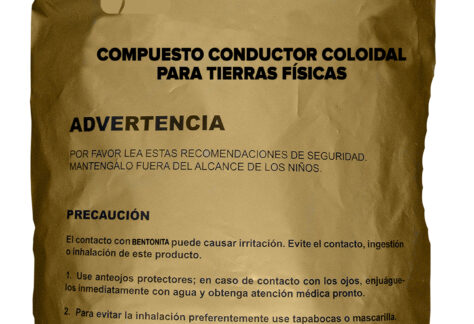 COMPUESTO CONDUCTOR COLOIDAL
PARA TIERRAS FÍSICAS
ADVERTENCIA
POR FAVOR LEA ESTAS RECOMENDACIONES DE SEGURIDAD.
MANTENGÁLO FUERA DEL ALCANCE DE LOS NIÑOS.
PRECAUCIÓN
El contacto con BENTONITA puede causar irritación. Evite el contacto, ingestión
o inhalación de este producto.
1. Use anteojos protectores; en caso de contacto con los ojos, enjuágue-
los inmediatamente con agua y obtenga atención médica pronto.
2. Para evitar la inhalación preferentemente use tapabocas o mascarilla.